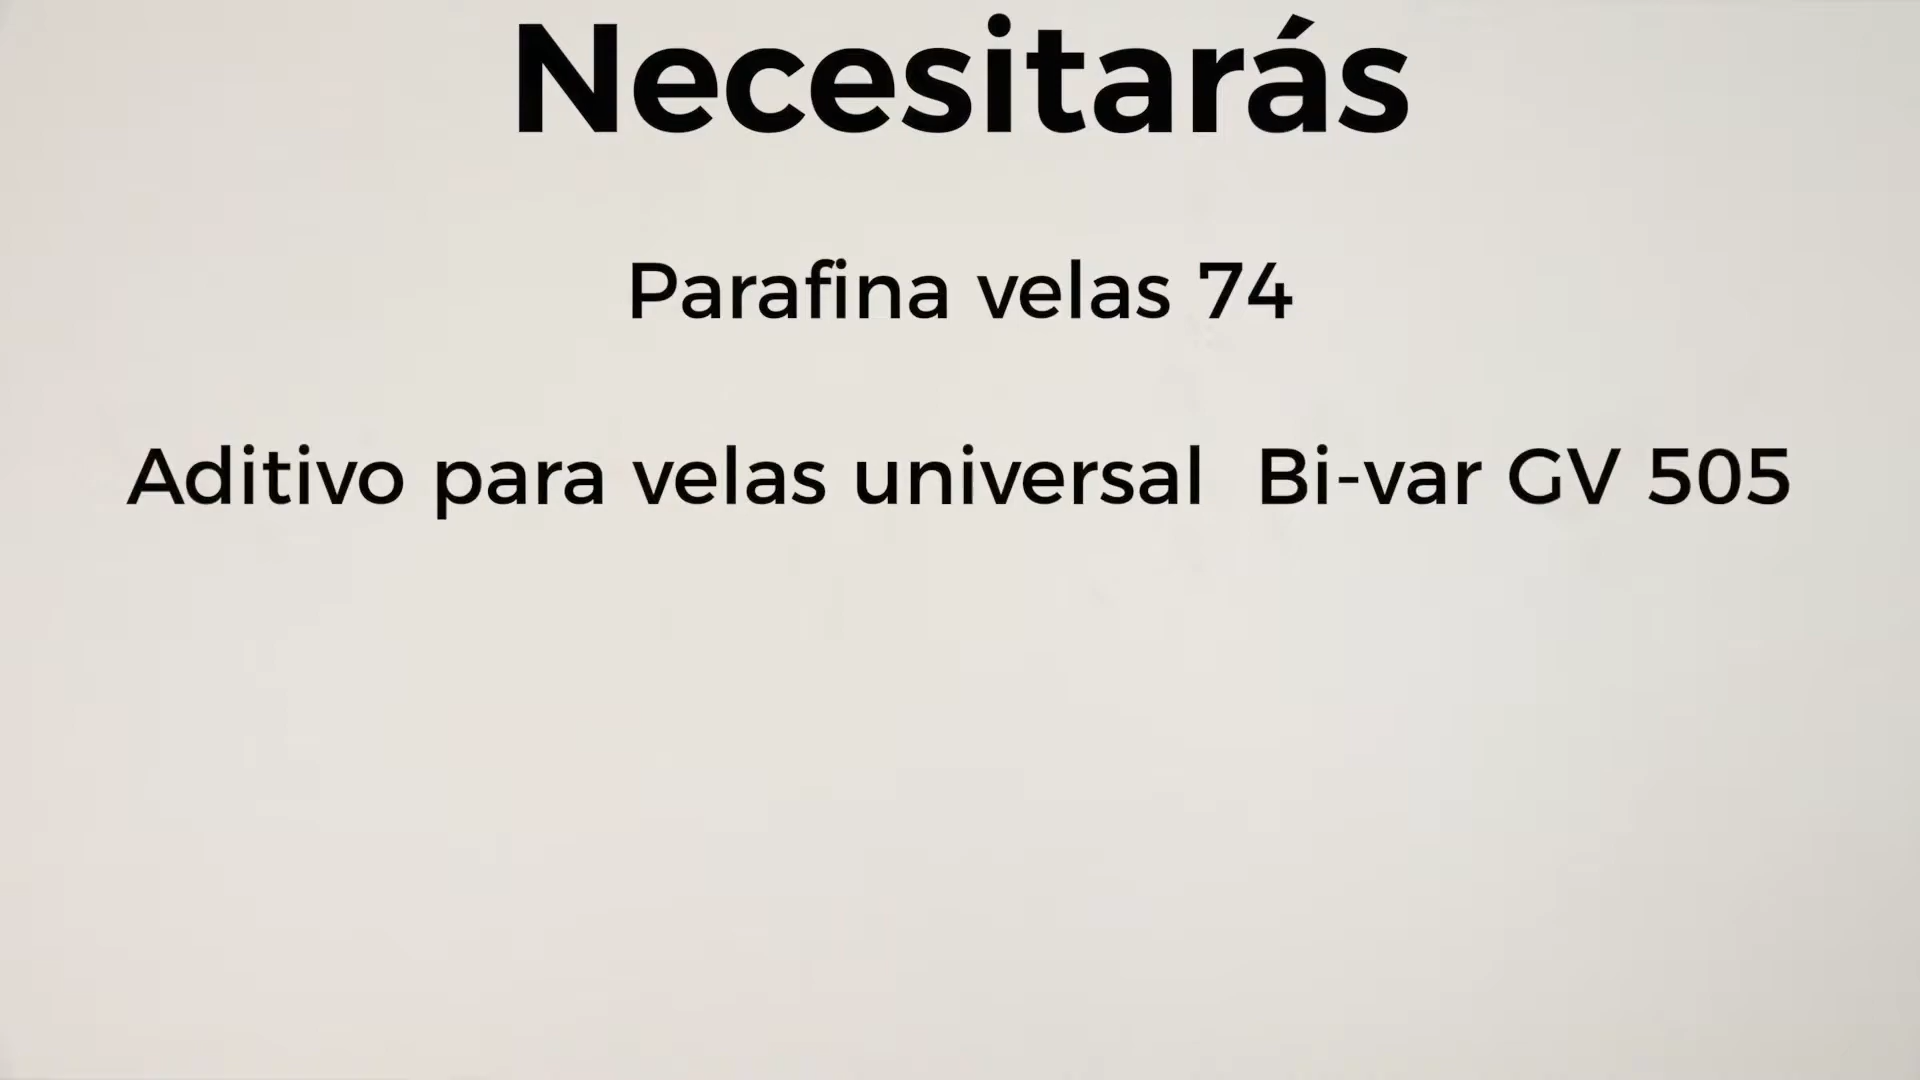 Necesitarás
Parafina velas 74
Aditivo para velas universal  Bi-var GV 505